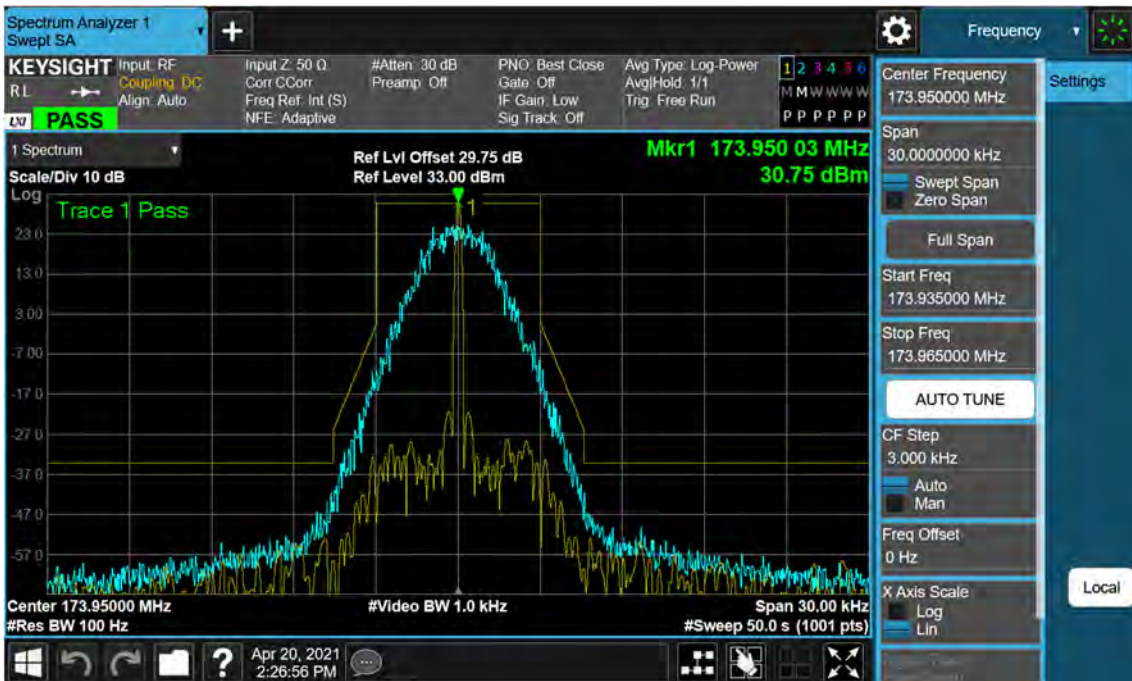 Spectrum Analyzer 1
Swept SA
Frequency
KEYSIGHT
RL
LXI
PASS
Input: RF
Coupling: DC
Align: Auto
Input Z: 50 Ω
Corr CCorr
Freq Ref: Int (S)
NFE: Adaptive
#Atten: 30 dB
Preamp: Off
PNO: Best Close
Gate: Off
IF Gain: Low
Sig Track: Off
Avg Type: Log-Power
Avg|Hold: 1/1
Trig: Free Run
1 2 3 4 5 6
M M W W W W
P P P P P P
1 Spectrum
Scale/Div 10 dB
Log
Ref Lvl Offset 29.75 dB
Ref Level 33.00 dBm
Mkr1 173.950 03 MHz
30.75 dBm
Trace 1 Pass
1
23.0
13.0
3.00
-7.00
-17.0
-27.0
-37.0
-47.0
-57.0
Center 173.95000 MHz
#Video BW 1.0 kHz
Span 30.00 kHz
#Res BW 100 Hz
#Sweep 50.0 s (1001 pts)
Center Frequency
173.950000 MHz
Settings
Span
30.0000000 kHz
Swept Span
Zero Span
Full Span
Start Freq
173.935000 MHz
Stop Freq
173.965000 MHz
AUTO TUNE
CF Step
3.000 kHz
Auto
Man
Freq Offset
0 Hz
X Axis Scale
Log
Lin
Local
?
Apr 20, 2021
2:26:56 PM